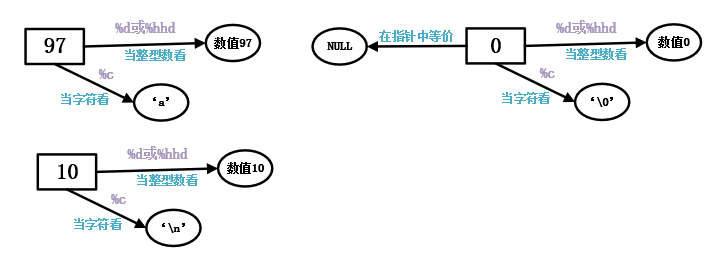 97
%d或%hhd
当整型数看
数值97
%c
当字符看
‘a’
NULL
在指针中等价
0
%d或%hhd
当整型数看
数值0
%c
当字符看
‘\0’
10
%d或%hhd
当整型数看
数值10
%c
当字符看
‘\n’